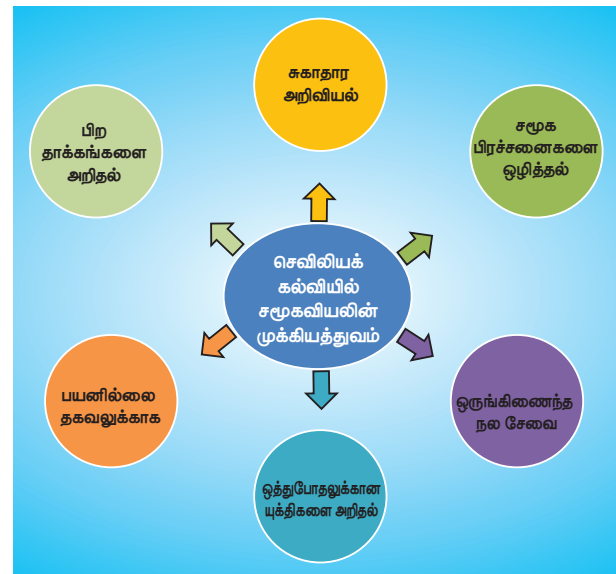 சுகாதார
அறிவியல்
சமூக
பிரச்சனைகளை
ஒழித்தல்
பிற
தாக்கங்களை
அறிதல்
செவிலியக்
கல்வியில்
சமூகவியலின்
முக்கியத்துவம்
பயனில்லை
தகவலுக்காக
ஒருங்கிணைந்த
நல சேவை
ஒத்துபோதலுக்கான
யுக்திகளை அறிதல்